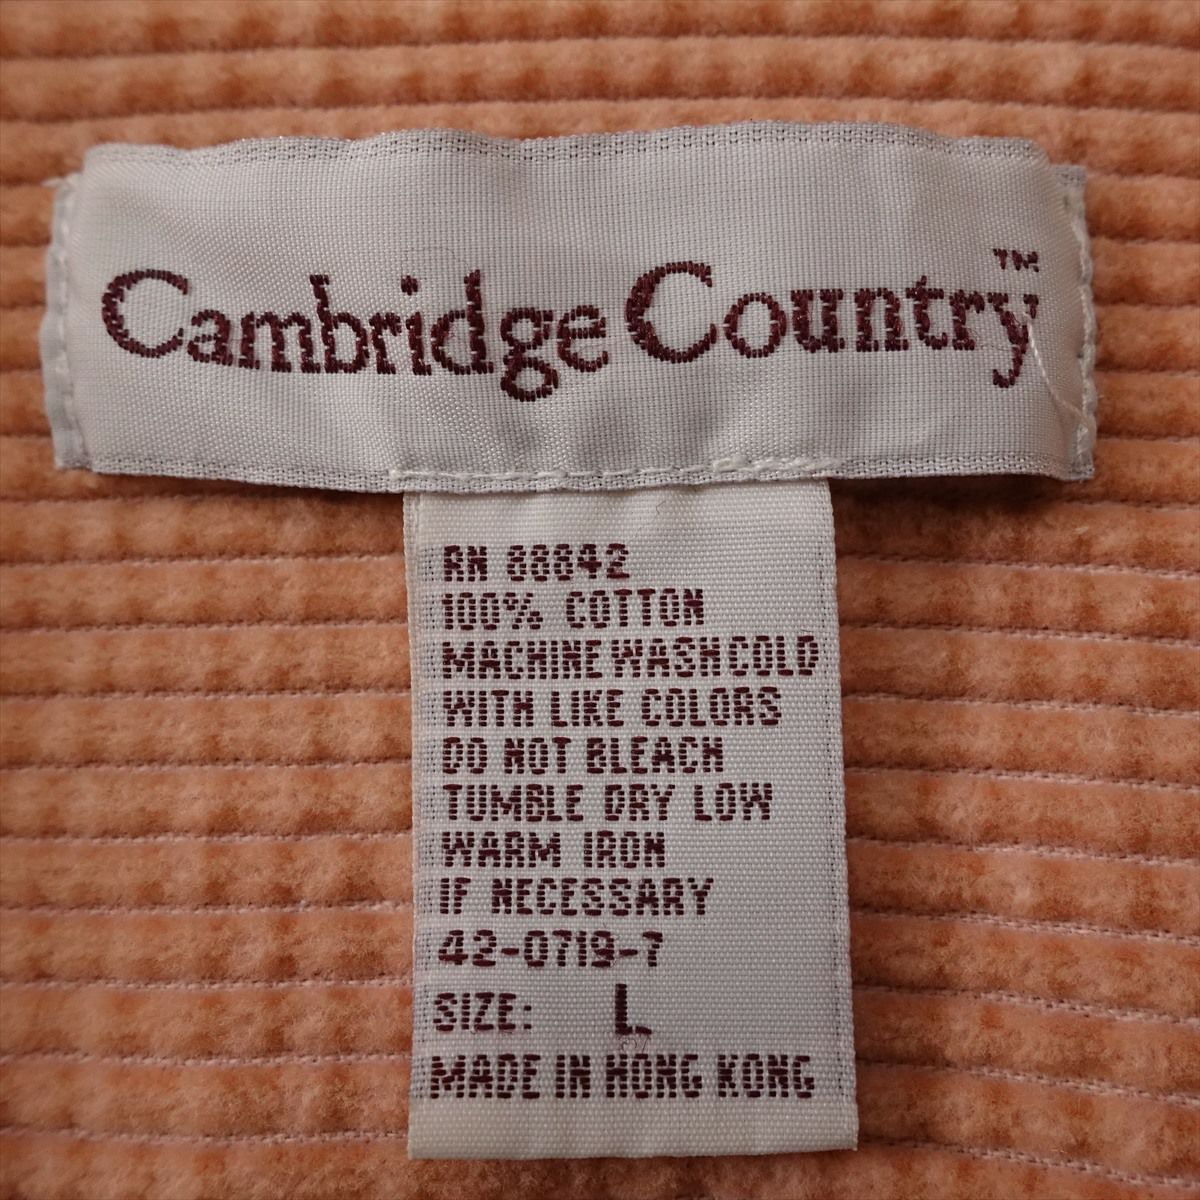 Cambridge Country™
RN 88842
100% COTTON
MACHINE WASH COLD
WITH LIKE COLORS
DO NOT BLEACH
TUMBLE DRY LOW
WARM IRON
IF NECESSARY
42-0719-7
SIZE: L
MADE IN HONG KONG